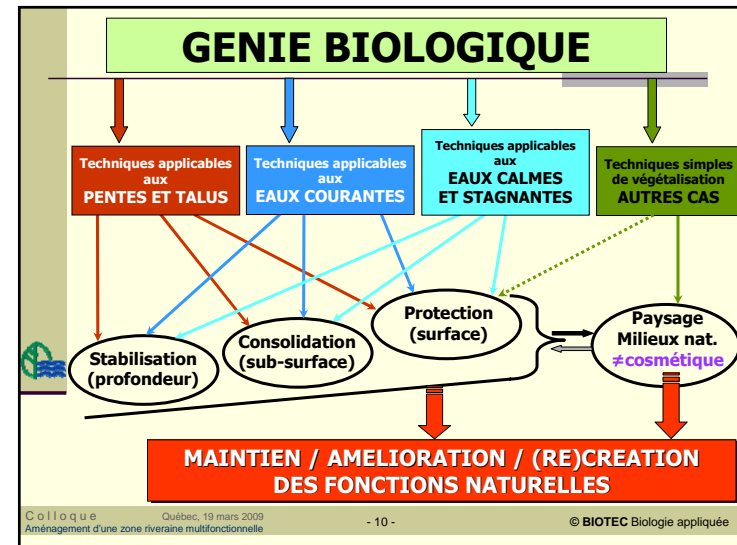 GENIE BIOLOGIQUE
Techniques applicables
aux
PENTES ET TALUS
Techniques applicables
aux
EAUX COURANTES
Techniques applicables
aux
EAUX CALMES
ET STAGNANTES
Techniques simples
de végétalisation
AUTRES CAS
Stabilisation
(profondeur)
Consolidation
(sub-surface)
Protection
(surface)
Paysage
Milieux nat.
≠cosmétique
MAINTIEN / AMELIORATION / (RE)CREATION
DES FONCTIONS NATURELLES
Colloque Québec, 19 mars 2009
Aménagement d'une zone riveraine multifonctionnelle
- 10 -
© BIOTEC Biologie appliquée